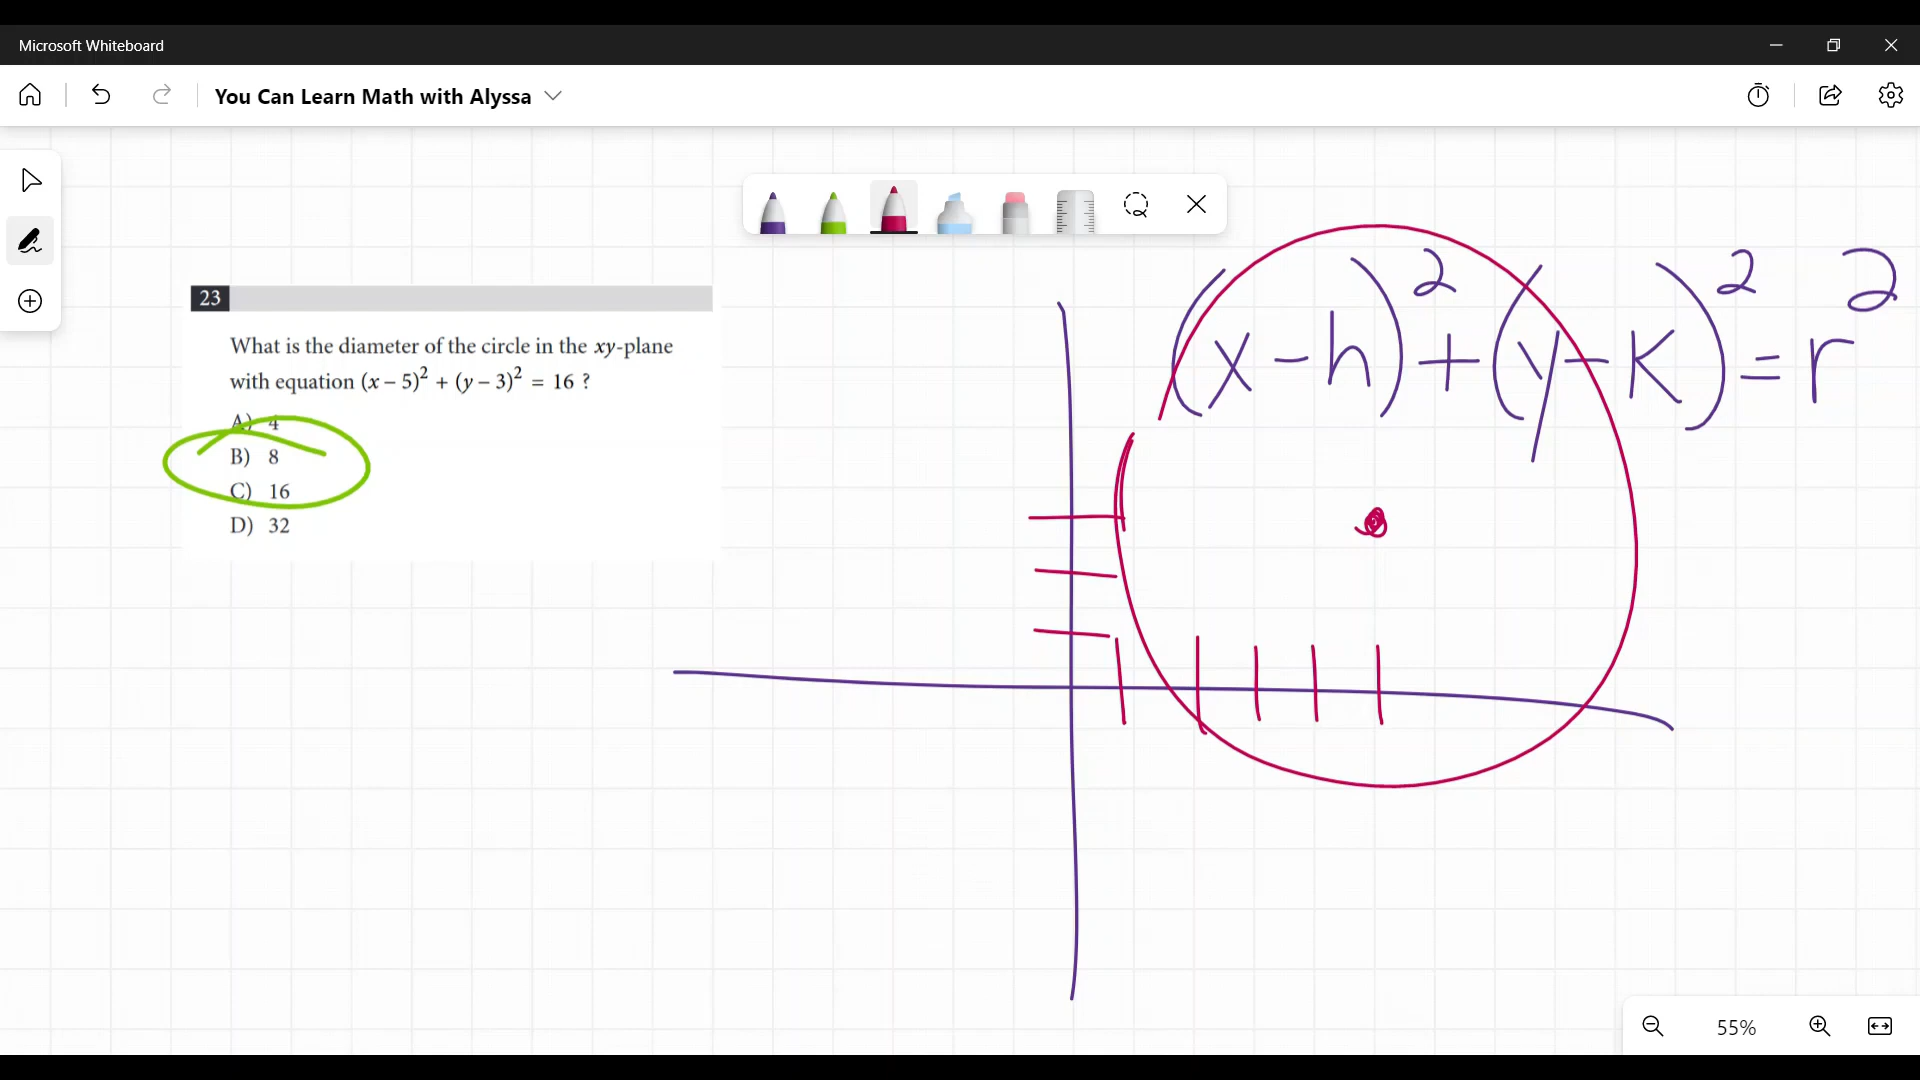 Microsoft Whiteboard
You Can Learn Math with Alyssa
(x-h)²+(y-k)²=r²
23
What is the diameter of the circle in the xy-plane
with equation (x – 5)² + (y – 3)² = 16 ?
A) 4
B) 8
C) 16
D) 32
55%